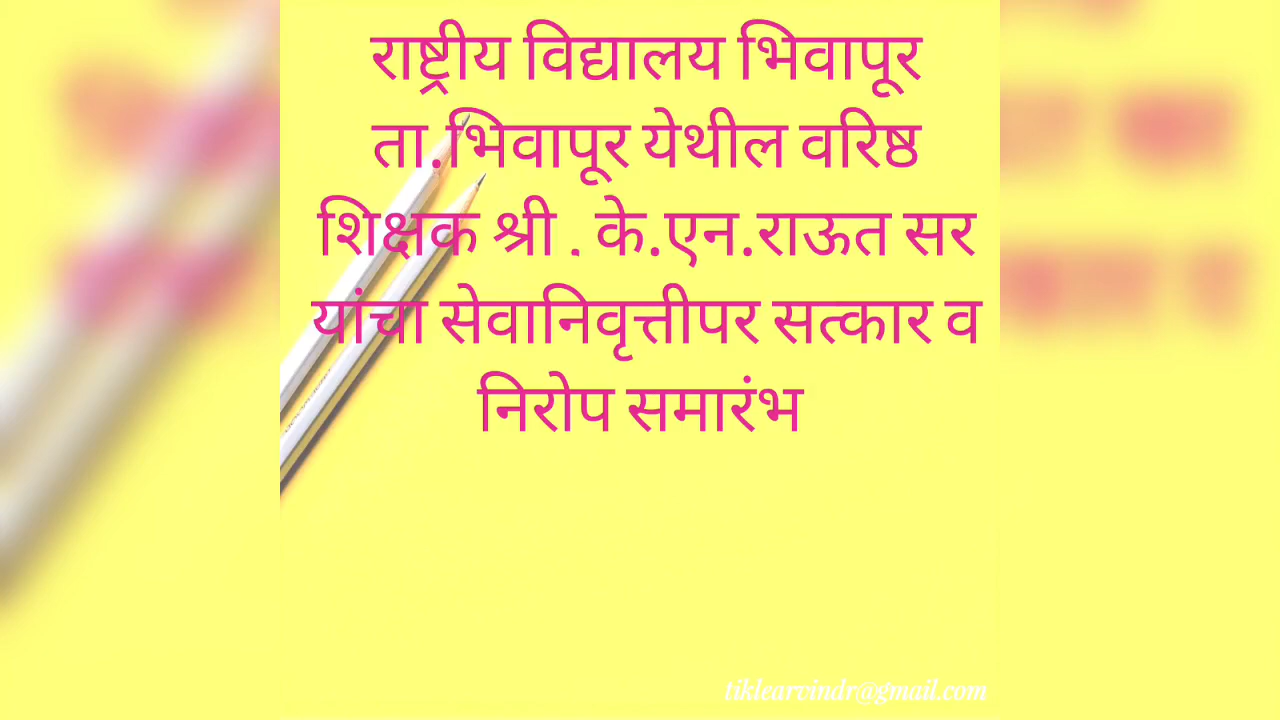 राष्ट्रीय विद्यालय भिवापूर
ता.भिवापूर येथील वरिष्ठ
शिक्षक श्री . के.एन.राऊत सर
यांचा सेवानिवृत्तीपर सत्कार व
निरोप समारंभ
tiklearvindr@gmail.com